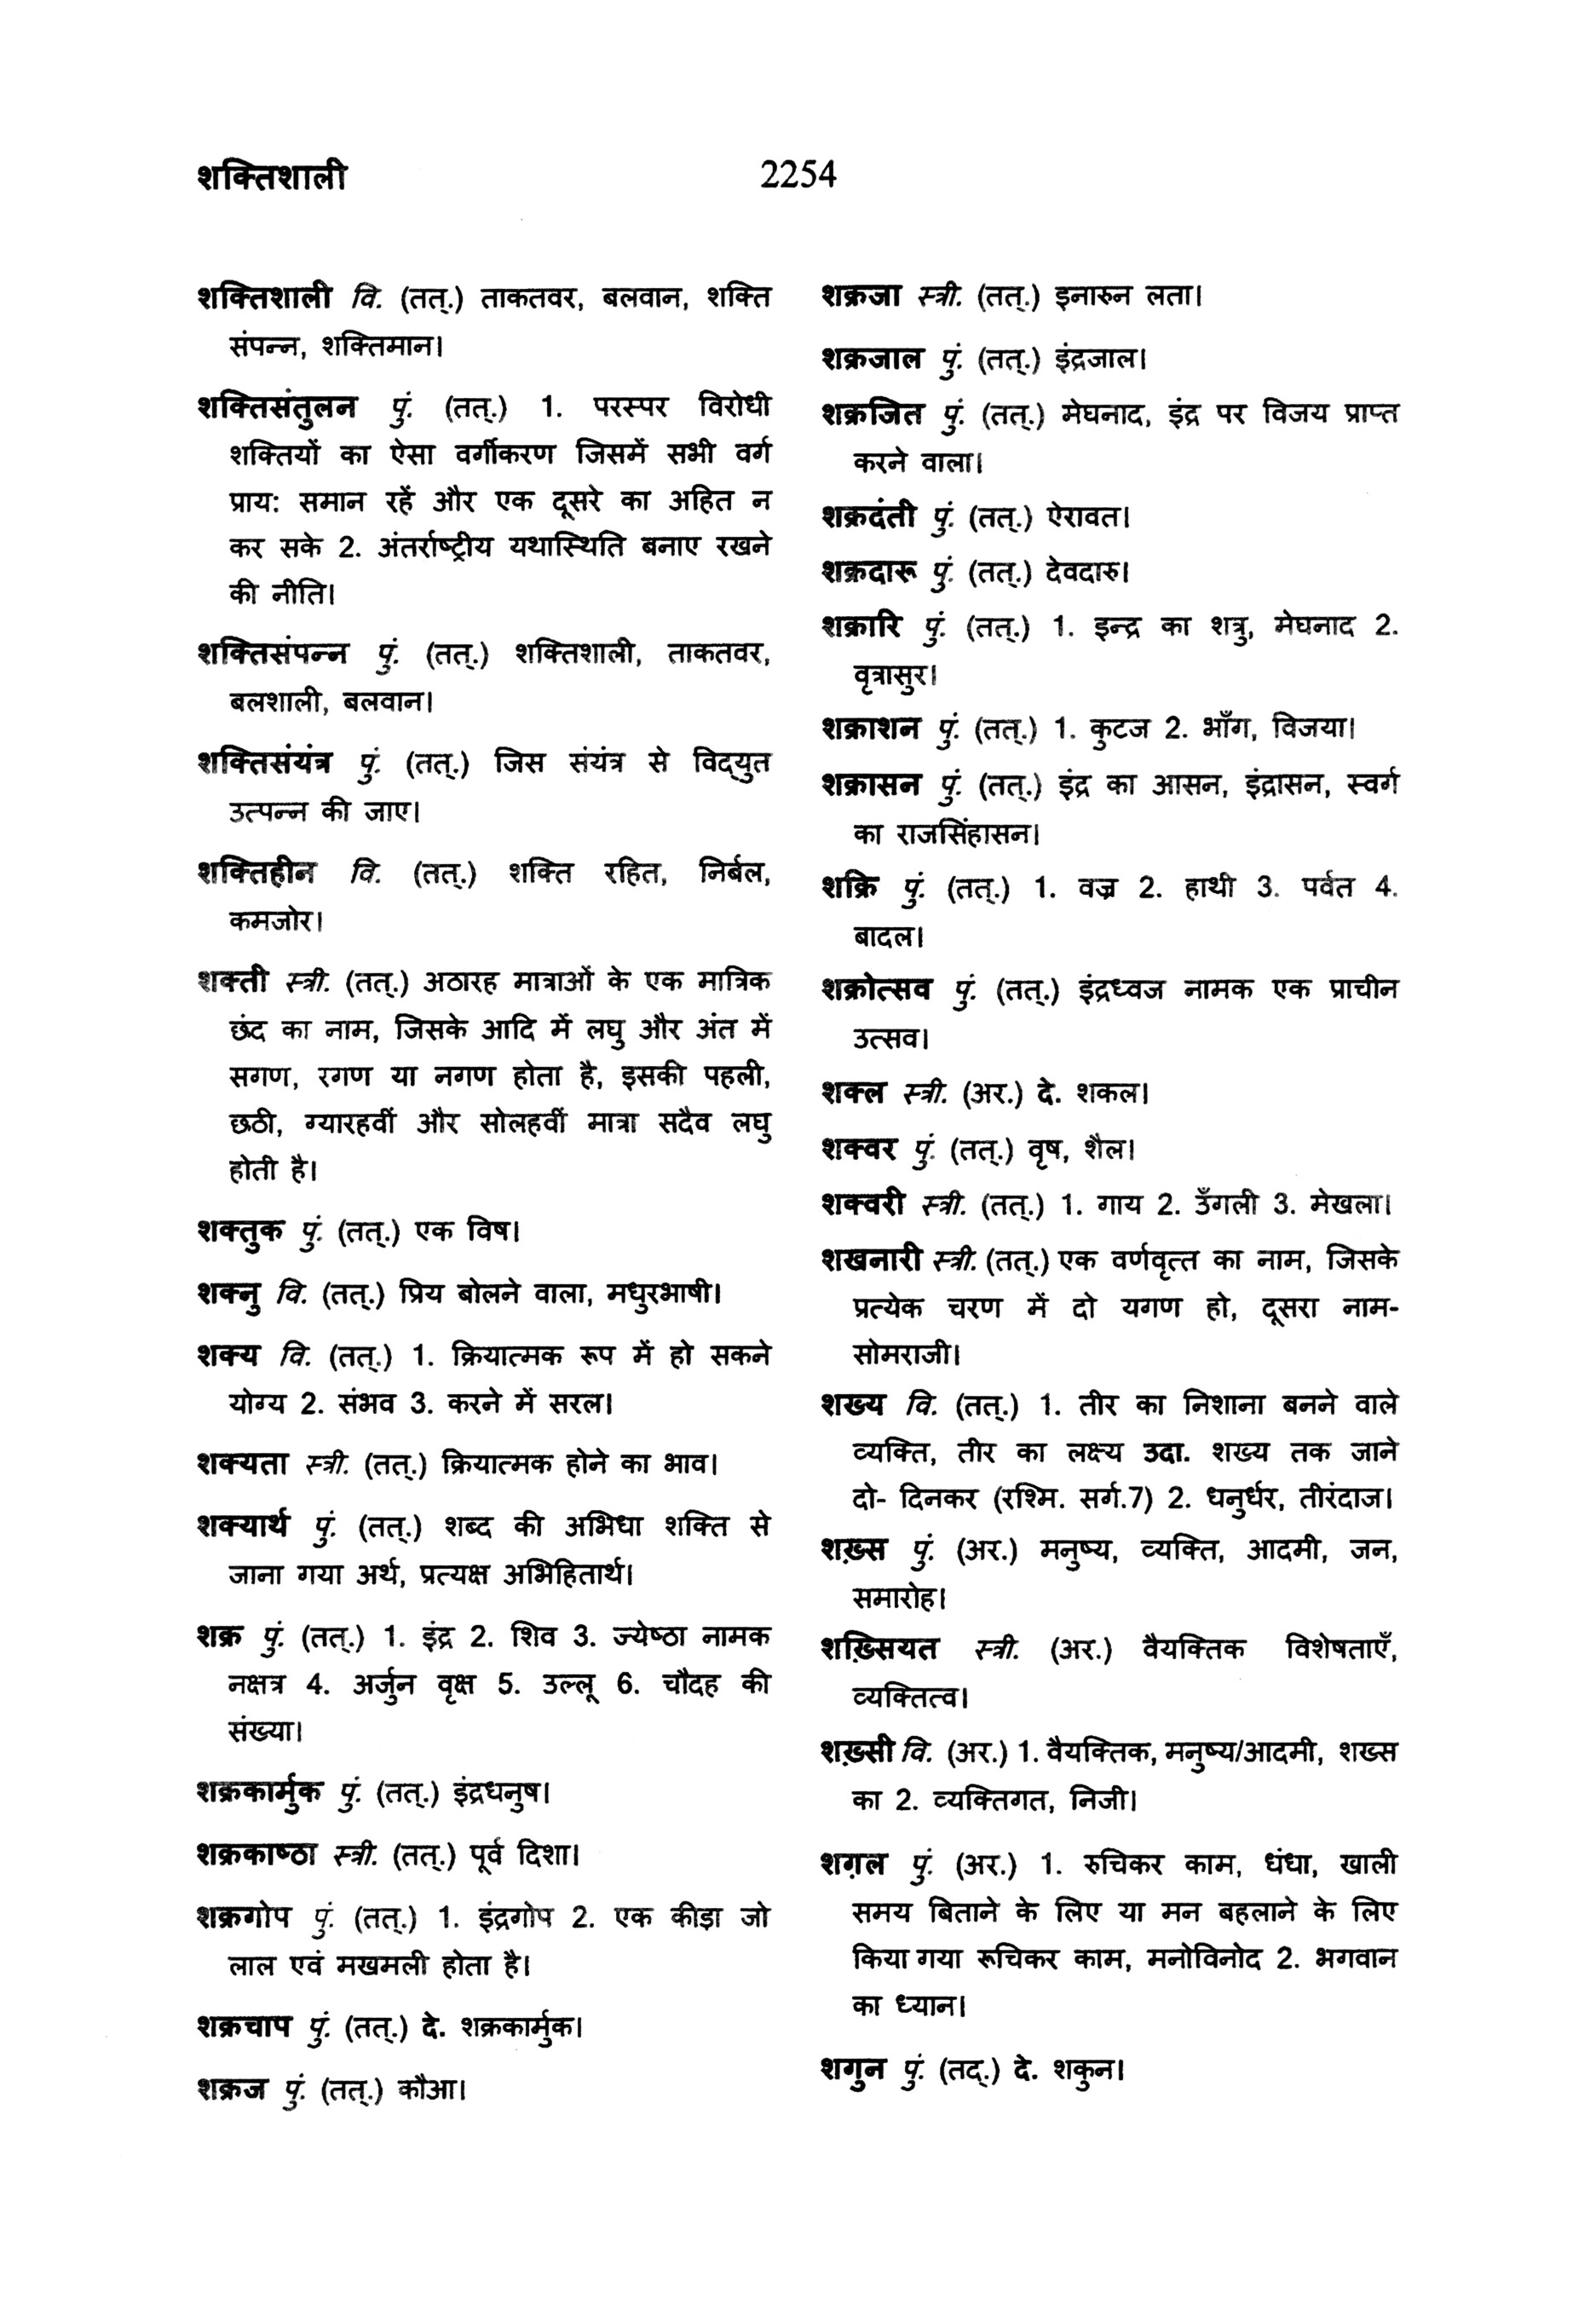 शक्तिशाली
2254
शक्तिशाली वि. (तत्.) ताकतवर, बलवान, शक्ति
संपन्न, शक्तिमान।
शक्तिसंतुलन पुं. (तत्.) 1. परस्पर विरोधी
शक्तियों का ऐसा वर्गीकरण जिसमें सभी वर्ग
प्राय: समान रहें और एक दूसरे का अहित न
कर सके 2. अंतर्राष्ट्रीय यथास्थिति बनाए रखने
की नीति।
शक्तिसंपन्न पुं. (तत्.) शक्तिशाली, ताकतवर,
बलशाली, बलवान।
शक्तिसंयंत्र पुं. (तत्.) जिस संयंत्र से विद्‌युत
उत्पन्न की जाए।
शक्तिहीन वि. (तत्.) शक्ति रहित, निर्बल,
कमजोर।
शक्ती स्त्री. (तत्.) अठारह मात्राओं के एक मात्रिक
छंद का नाम, जिसके आदि में लघु और अंत में
सगण, रगण या नगण होता है, इसकी पहली,
छठी, ग्यारहवीं और सोलहवीं मात्रा सदैव लघु
होती है।
शक्तुक पुं. (तत्.) एक विष।
शक्नु वि. (तत्.) प्रिय बोलने वाला, मधुरभाषी।
शक्य वि. (तत्.) 1. क्रियात्मक रूप में हो सकने
योग्य 2. संभव 3. करने में सरल।
शक्यता स्त्री. (तत्.) क्रियात्मक होने का भाव।
शक्यार्थ पुं. (तत्.) शब्द की अभिधा शक्ति से
जाना गया अर्थ, प्रत्यक्ष अभिहितार्थ।
शक्र पुं. (तत्.) 1. इंद्र 2. शिव 3. ज्येष्ठा नामक
नक्षत्र 4. अर्जुन वृक्ष 5. उल्लू 6. चौदह की
संख्या।
शक्रकार्मुक पुं. (तत्.) इंद्रधनुष।
शक्रकाष्ठा स्त्री. (तत्.) पूर्व दिशा।
शक्रगोप पुं. (तत्.) 1. इंद्रगोप 2. एक कीड़ा जो
लाल एवं मखमली होता है।
शक्रचाप पुं. (तत्.) दे. शक्रकार्मुक।
शक्रज पुं. (तत्.) कौआ।
शक्रजा स्त्री. (तत्.) इनारुन लता।
शक्रजाल पुं. (तत्.) इंद्रजाल।
शक्रजित पुं. (तत्.) मेघनाद, इंद्र पर विजय प्राप्त
करने वाला।
शक्रदंती पुं. (तत्.) ऐरावत।
शक्रदारू पुं. (तत्.) देवदारु।
शक्रारि पुं. (तत्.) 1. इन्द्र का शत्रु, मेघनाद 2.
वृत्रासुर।
शक्राशन पुं. (तत्.) 1. कुटज 2. भाँग, विजया।
शक्रासन पुं. (तत्.) इंद्र का आसन, इंद्रासन, स्वर्ग
का राजसिंहासन।
शक्रि पुं. (तत्.) 1. वज्र 2. हाथी 3. पर्वत 4.
बादल।
शक्रोत्सव पुं. (तत्.) इंद्रध्वज नामक एक प्राचीन
उत्सव।
शक्ल स्त्री. (अर.) दे. शकल।
शक्वर पुं. (तत्.) वृष, शैल।
शक्वरी स्त्री. (तत्.) 1. गाय 2. उँगली 3. मेखला।
शखनारी स्त्री. (तत्.) एक वर्णवृत्त का नाम, जिसके
प्रत्येक चरण में दो यगण हो, दूसरा नाम-
सोमराजी।
शख्य वि. (तत्.) 1. तीर का निशाना बनने वाले
व्यक्ति, तीर का लक्ष्य उदा. शख्य तक जाने
दो- दिनकर (रश्मि. सर्ग.7) 2. धनुर्धर, तीरंदाज।
शख़्स पुं. (अर.) मनुष्य, व्यक्ति, आदमी, जन,
समारोह।
शख़्सियत स्त्री. (अर.) वैयक्तिक विशेषताएँ,
व्यक्तित्व।
शख़्सी वि. (अर.) 1. वैयक्तिक, मनुष्य/आदमी, शख्स
का 2. व्यक्तिगत, निजी।
शग़ल पुं. (अर.) 1. रुचिकर काम, धंधा, खाली
समय बिताने के लिए या मन बहलाने के लिए
किया गया रूचिकर काम, मनोविनोद 2. भगवान
का ध्यान।
शगुन पुं. (तद्.) दे. शकुन।